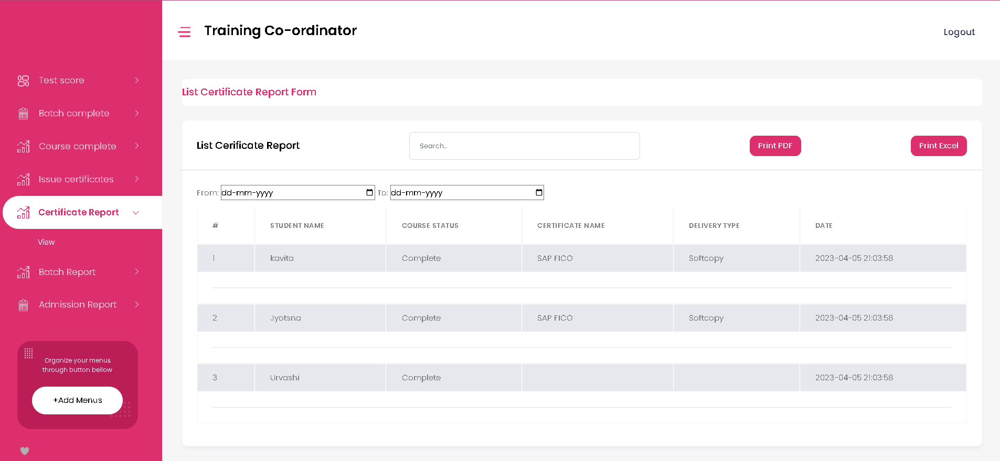 Training Co-ordinator
Logout
Test score
Batch complete
Course complete
Issue certificates
Certificate Report
View
Batch Report
Admission Report
Organize your menus
through button bellow
+Add Menus
List Certificate Report Form
List Cerificate Report
Search..
Print PDF
Print Excel
From: dd-mm-yyyy To: dd-mm-yyyy
# STUDENT NAME COURSE STATUS CERTIFICATE NAME DELIVERY TYPE DATE
1 kavita Complete SAP FICO Softcopy 2023-04-05 21:03:58
2 Jyotsna Complete SAP FICO Softcopy 2023-04-05 21:03:58
3 Urvashi Complete 2023-04-05 21:03:58